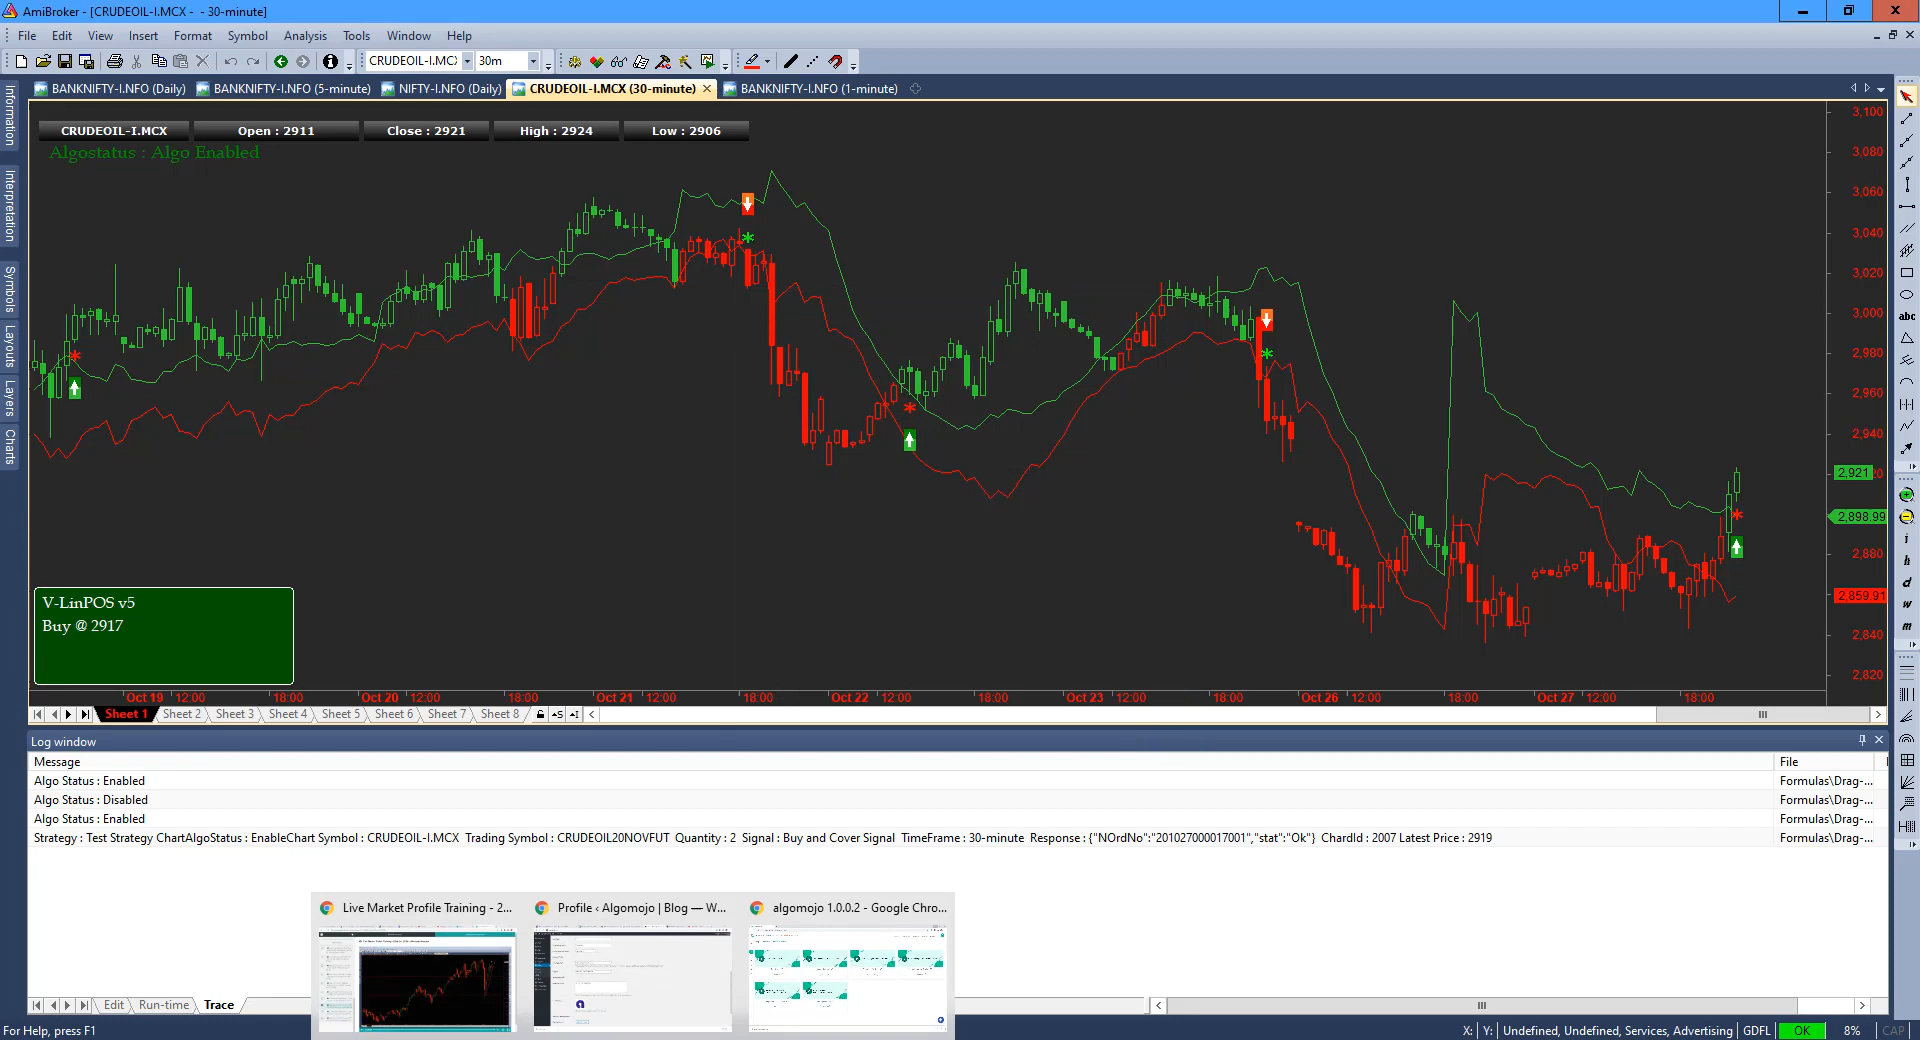 AmiBroker - [CRUDEOIL-I.MCX - - 30-minute]
File Edit View Insert Format Symbol Analysis Tools Window Help
CRUDEOIL-I.MC 30m
BANKNIFTY-I.NFO (Daily) BANKNIFTY-I.NFO (5-minute) NIFTY-I.NFO (Daily) CRUDEOIL-I.MCX (30-minute) BANKNIFTY-I.NFO (1-minute)
Information
Interpretation
Symbols
Layouts
Layers
Charts
CRUDEOIL-I.MCX Open : 2911 Close : 2921 High : 2924 Low : 2906
Algostatus : Algo Enabled
3,100
3,080
3,060
3,040
3,020
3,000
2,980
2,960
2,940
2,921
2,898.99
2,880
2,859.91
2,840
2,820
abc
i
h
d
w
m
V-LinPOS v5
Buy @ 2917
Oct 19 12:00 18:00 Oct 20 12:00 18:00 Oct 21 12:00 18:00 Oct 22 12:00 18:00 Oct 23 12:00 18:00 Oct 26 12:00 18:00 Oct 27 12:00 18:00
Sheet 1 Sheet 2 Sheet 3 Sheet 4 Sheet 5 Sheet 6 Sheet 7 Sheet 8
Log window
Message File
Algo Status : Enabled Formulas\Drag-...
Algo Status : Disabled Formulas\Drag-...
Algo Status : Enabled Formulas\Drag-...
Strategy : Test Strategy ChartAlgoStatus : EnableChart Symbol : CRUDEOIL-I.MCX Trading Symbol : CRUDEOIL20NOVFUT Quantity : 2 Signal : Buy and Cover Signal TimeFrame : 30-minute Response : {"NOrdNo":"201027000017001","stat":"Ok"} ChardId : 2007 Latest Price : 2919 Formulas\Drag-...
Live Market Profile Training - 2... Profile ‹ Algomojo | Blog — W... algomojo 1.0.0.2 - Google Chro...
Edit Run-time Trace
For Help, press F1 X: Y: Undefined, Undefined, Services, Advertising GDFL OK 8% CAP